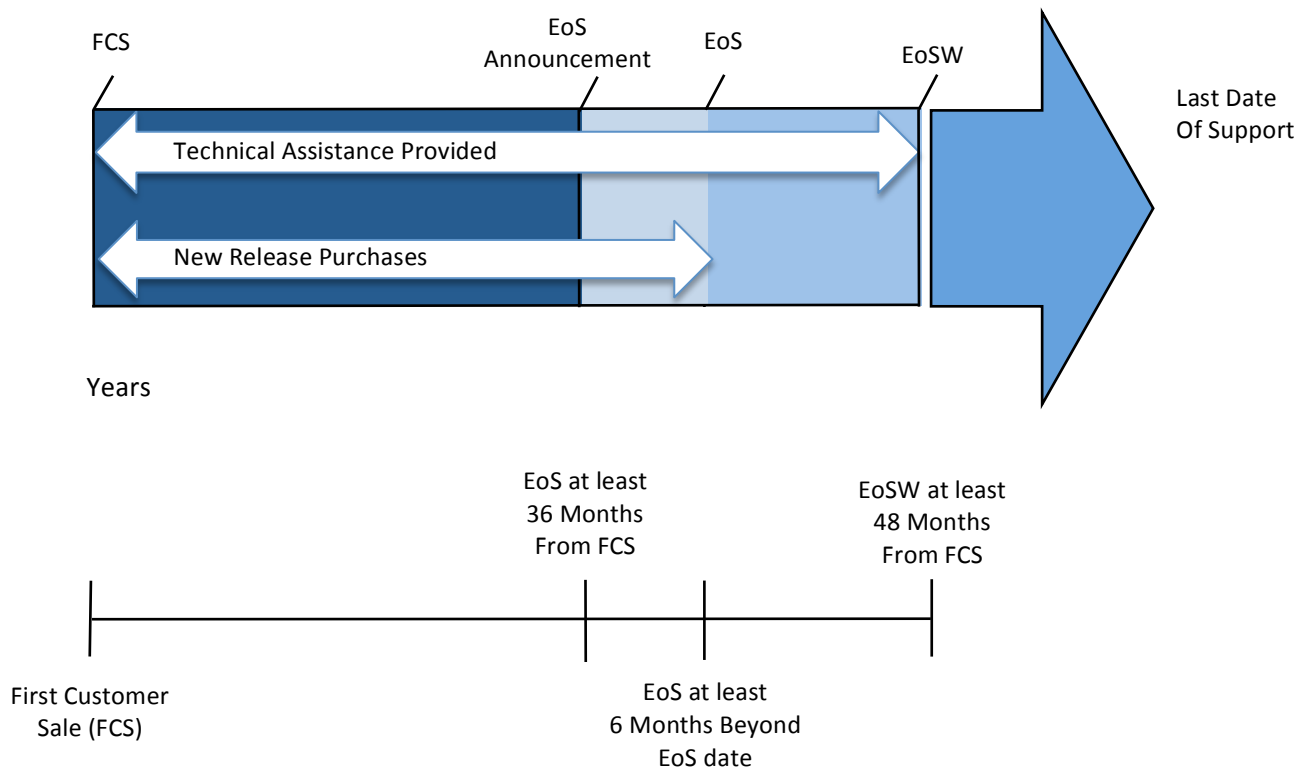 FCS
EoS
Announcement
EoS
EoSW
Last Date
Of Support
Technical Assistance Provided
New Release Purchases
Years
EoS at least
36 Months
From FCS
EoSW at least
48 Months
From FCS
First Customer
Sale (FCS)
EoS at least
6 Months Beyond
EoS date